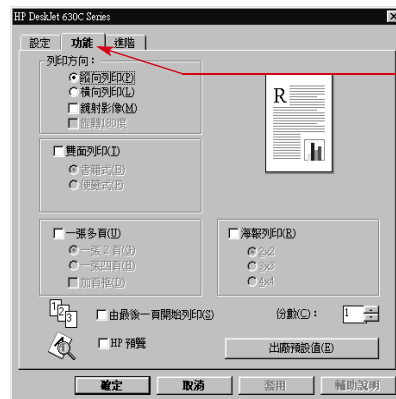 HP DeskJet 630C Series
設定 功能 進階
列印方向：
縱向列印(P)
橫向列印(L)
鏡射影像(M)
旋轉180度
R
雙面列印(I)
書籍式(B)
便籤式(F)
一張多頁(U)
一張 2 頁(G)
一張四頁(H)
加頁框(D)
海報列印(R)
2x2
3x3
4x4
1 2 3
由最後一頁開始列印(S)
份數(C)： 1
HP 預覽
出廠預設值(E)
確定 取消 套用 輔助說明